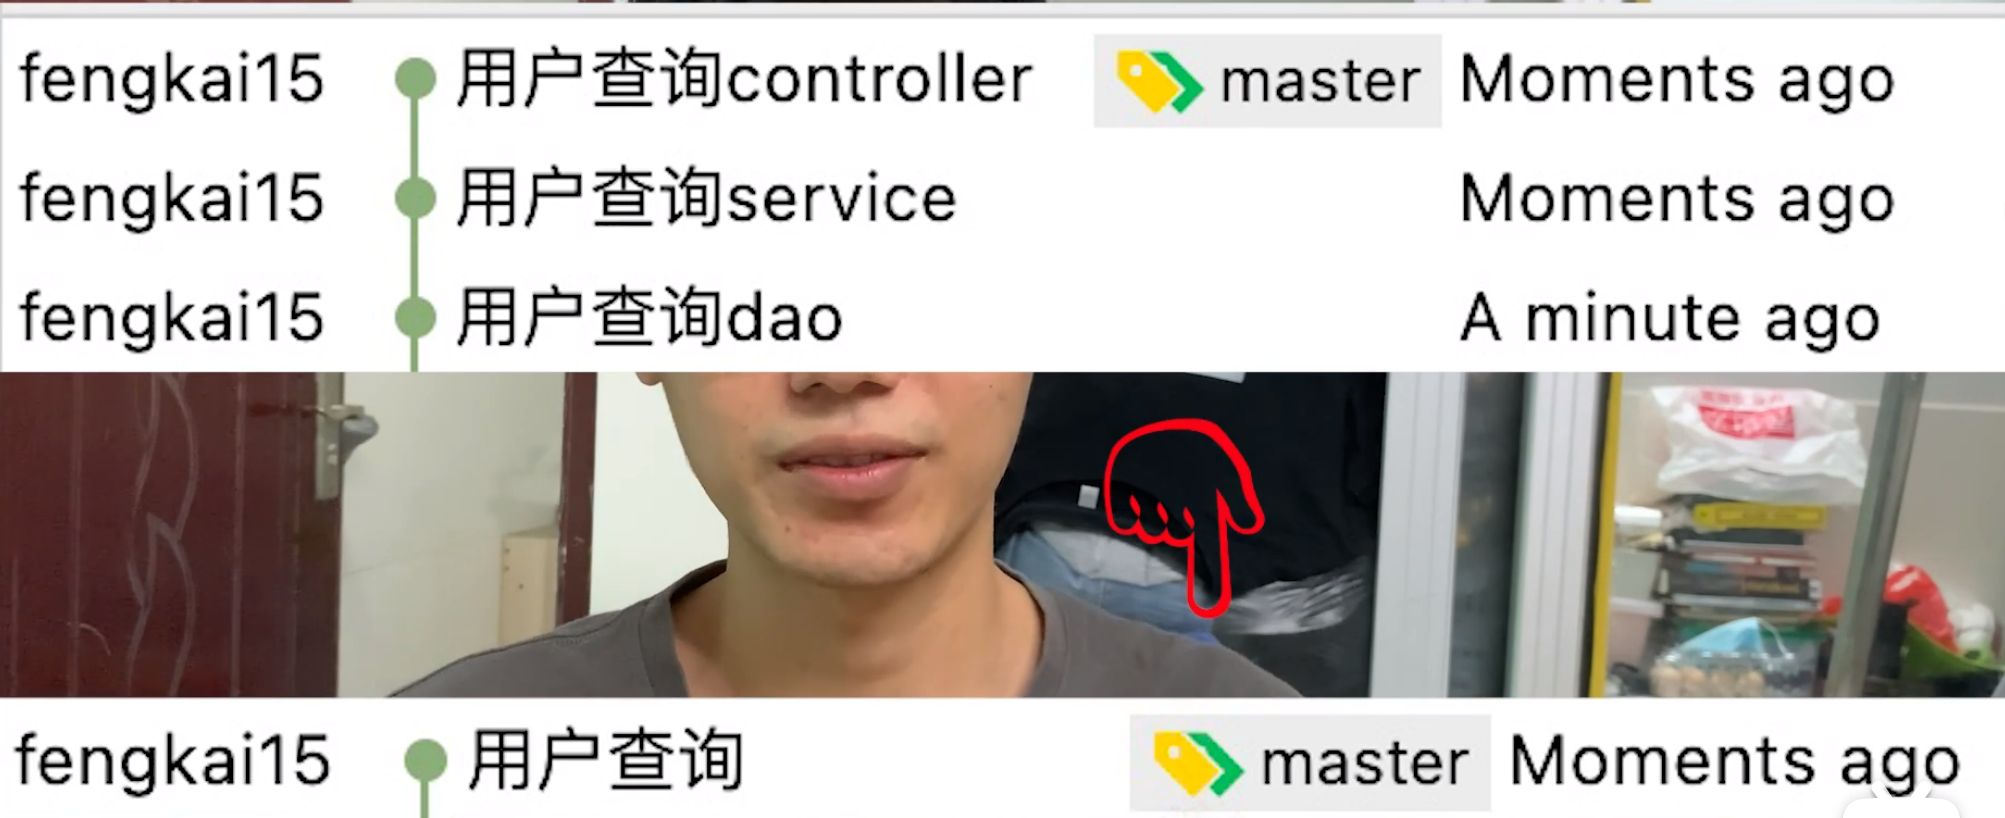 fengkai15 用户查询controller master Moments ago
fengkai15 用户查询service Moments ago
fengkai15 用户查询dao A minute ago
fengkai15 用户查询 master Moments ago